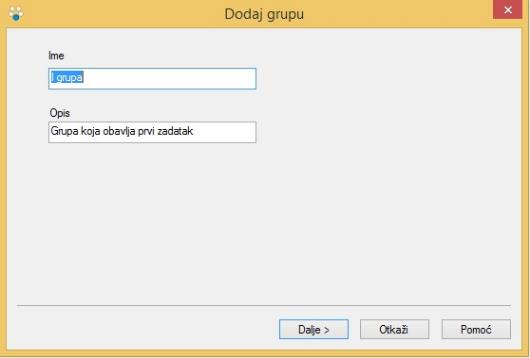 Dodaj grupu
Ime
I grupa
Opis
Grupa koja obavlja prvi zadatak
Dalje >
Otkaži
Pomoć